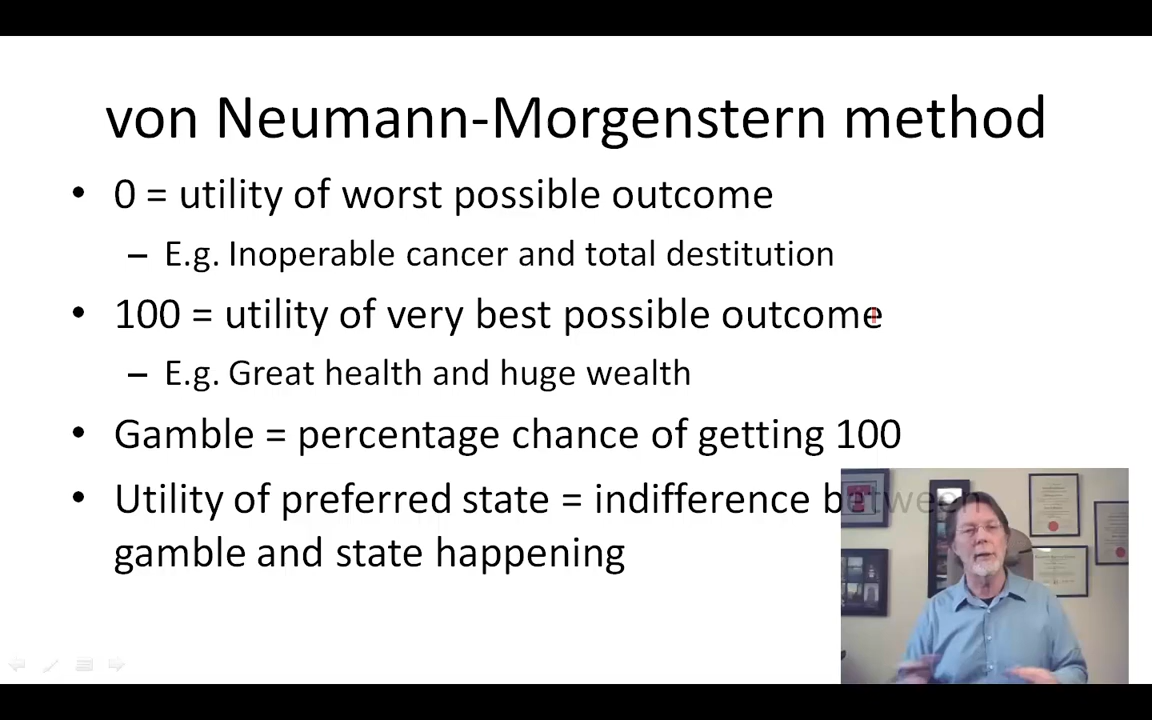 von Neumann-Morgenstern method
• 0 = utility of worst possible outcome
– E.g. Inoperable cancer and total destitution
• 100 = utility of very best possible outcome
– E.g. Great health and huge wealth
• Gamble = percentage chance of getting 100
• Utility of preferred state = indifference between
gamble and state happening